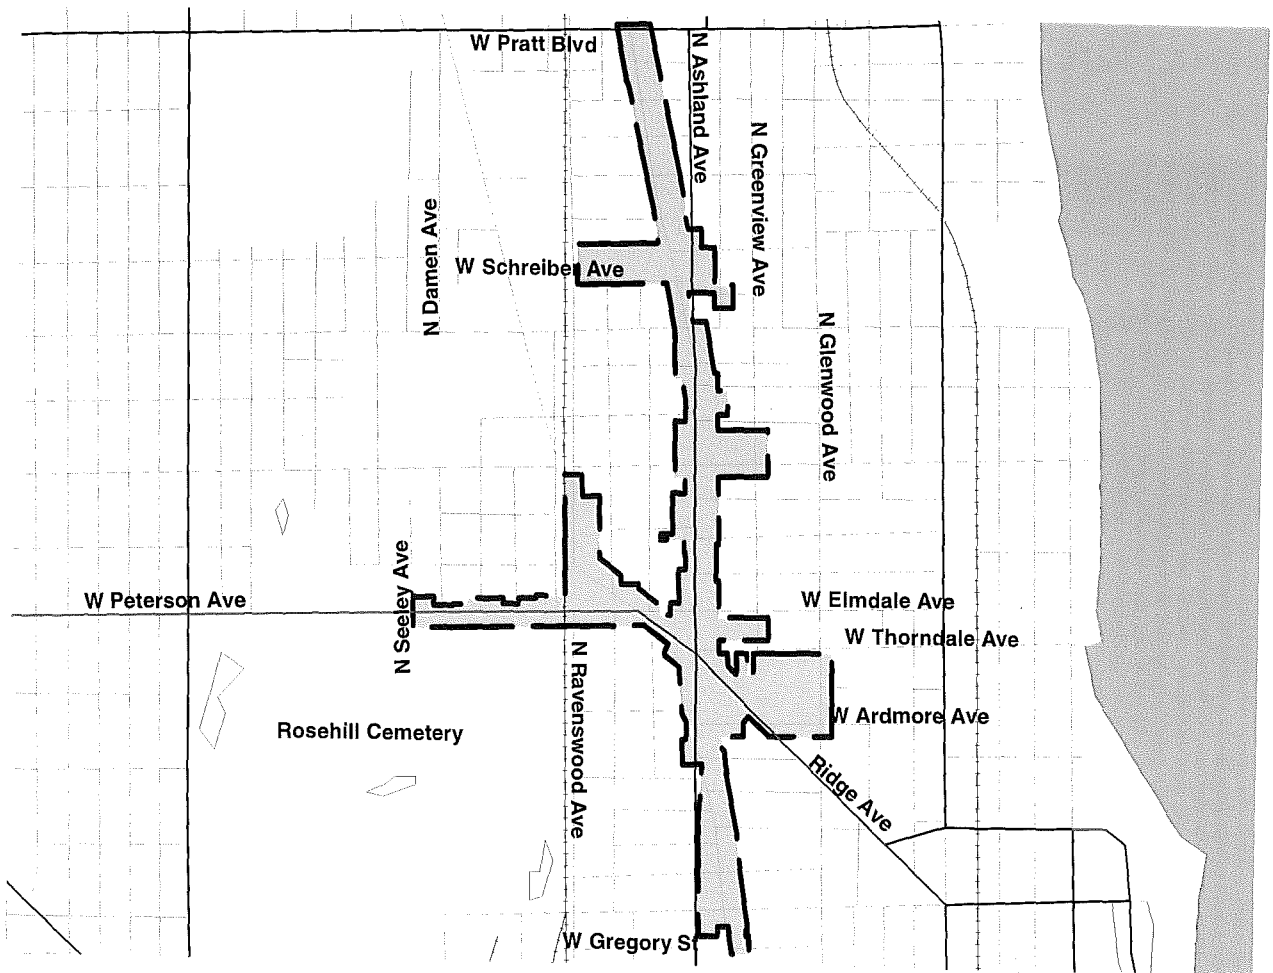 W Pratt Blvd
N Ashland Ave
N Greenview Ave
N Damen Ave
W Schreiber Ave
N Glenwood Ave
N Seeley Ave
W Peterson Ave
W Elmdale Ave
W Thorndale Ave
N Ravenswood Ave
Rosehill Cemetery
W Ardmore Ave
Ridge Ave
W Gregory St